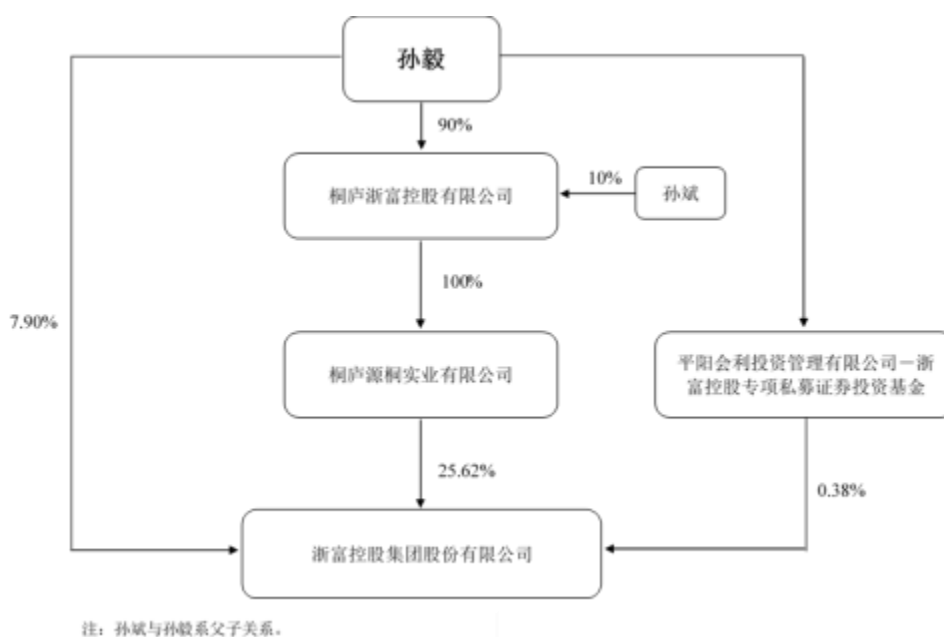 孙毅
90%
桐庐浙富控股有限公司
10%
孙斌
100%
7.90%
桐庐源桐实业有限公司
平阳会利投资管理有限公司－浙
富控股专项私募证券投资基金
25.62%
0.38%
浙富控股集团股份有限公司
注：孙斌与孙毅系父子关系。